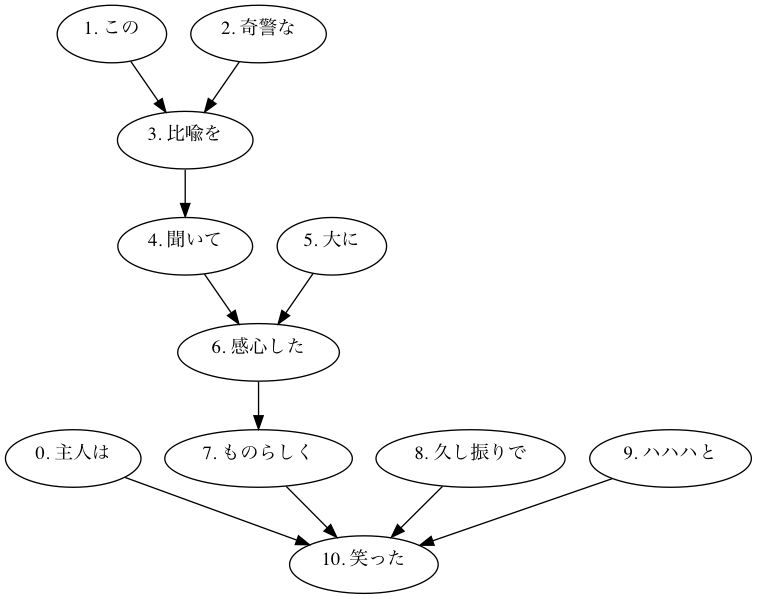 1. この
2. 奇警な
3. 比喩を
4. 聞いて
5. 大に
6. 感心した
0. 主人は
7. ものらしく
8. 久し振りで
9. ハハハと
10. 笑った